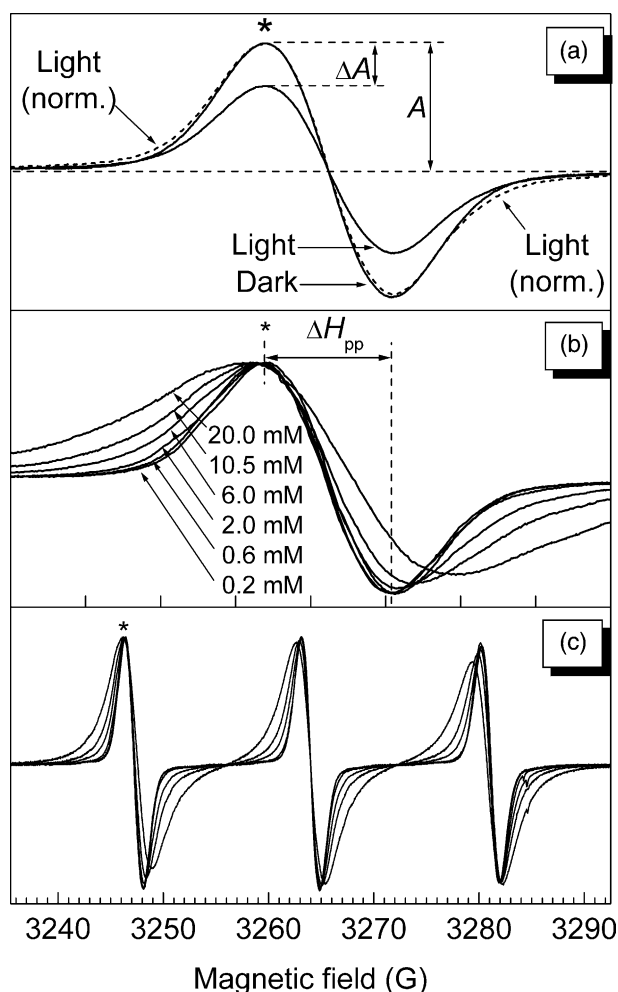 *
(a)
Light
(norm.)
ΔA
A
Light
Dark
Light
(norm.)
*
ΔHpp
(b)
20.0 mM
10.5 mM
6.0 mM
2.0 mM
0.6 mM
0.2 mM
*
(c)
3240 3250 3260 3270 3280 3290
Magnetic field (G)